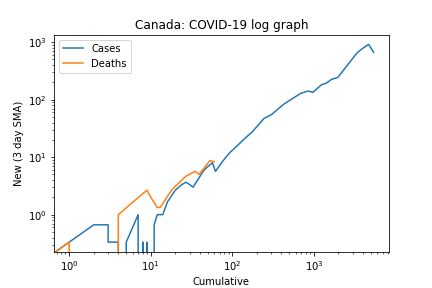 Canada: COVID-19 log graph
Cases
Deaths
New (3 day SMA)
10³
10²
10¹
10⁰
10⁰ 10¹ 10² 10³
Cumulative